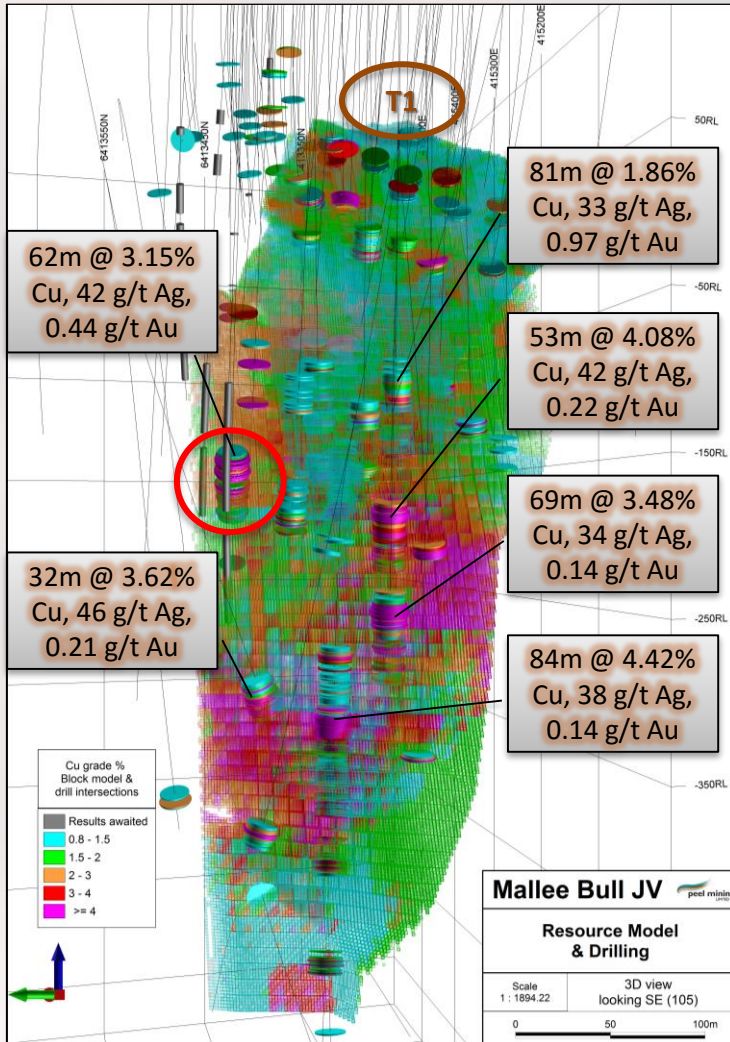 415200E
415300E
T1
50RL
6413550N
6413450N
81m @ 1.86%
Cu, 33 g/t Ag,
0.97 g/t Au
62m @ 3.15%
Cu, 42 g/t Ag,
0.44 g/t Au
-50RL
53m @ 4.08%
Cu, 42 g/t Ag,
0.22 g/t Au
-150RL
69m @ 3.48%
Cu, 34 g/t Ag,
0.14 g/t Au
32m @ 3.62%
Cu, 46 g/t Ag,
0.21 g/t Au
-250RL
84m @ 4.42%
Cu, 38 g/t Ag,
0.14 g/t Au
-350RL
Cu grade %
Block model &
drill intersections
Results awaited
0.8 - 1.5
1.5 - 2
2 - 3
3 - 4
>= 4
Mallee Bull JV
peel mining
LIMITED
Resource Model
& Drilling
Scale
1 : 1894.22
3D view
looking SE (105)
0 50 100m